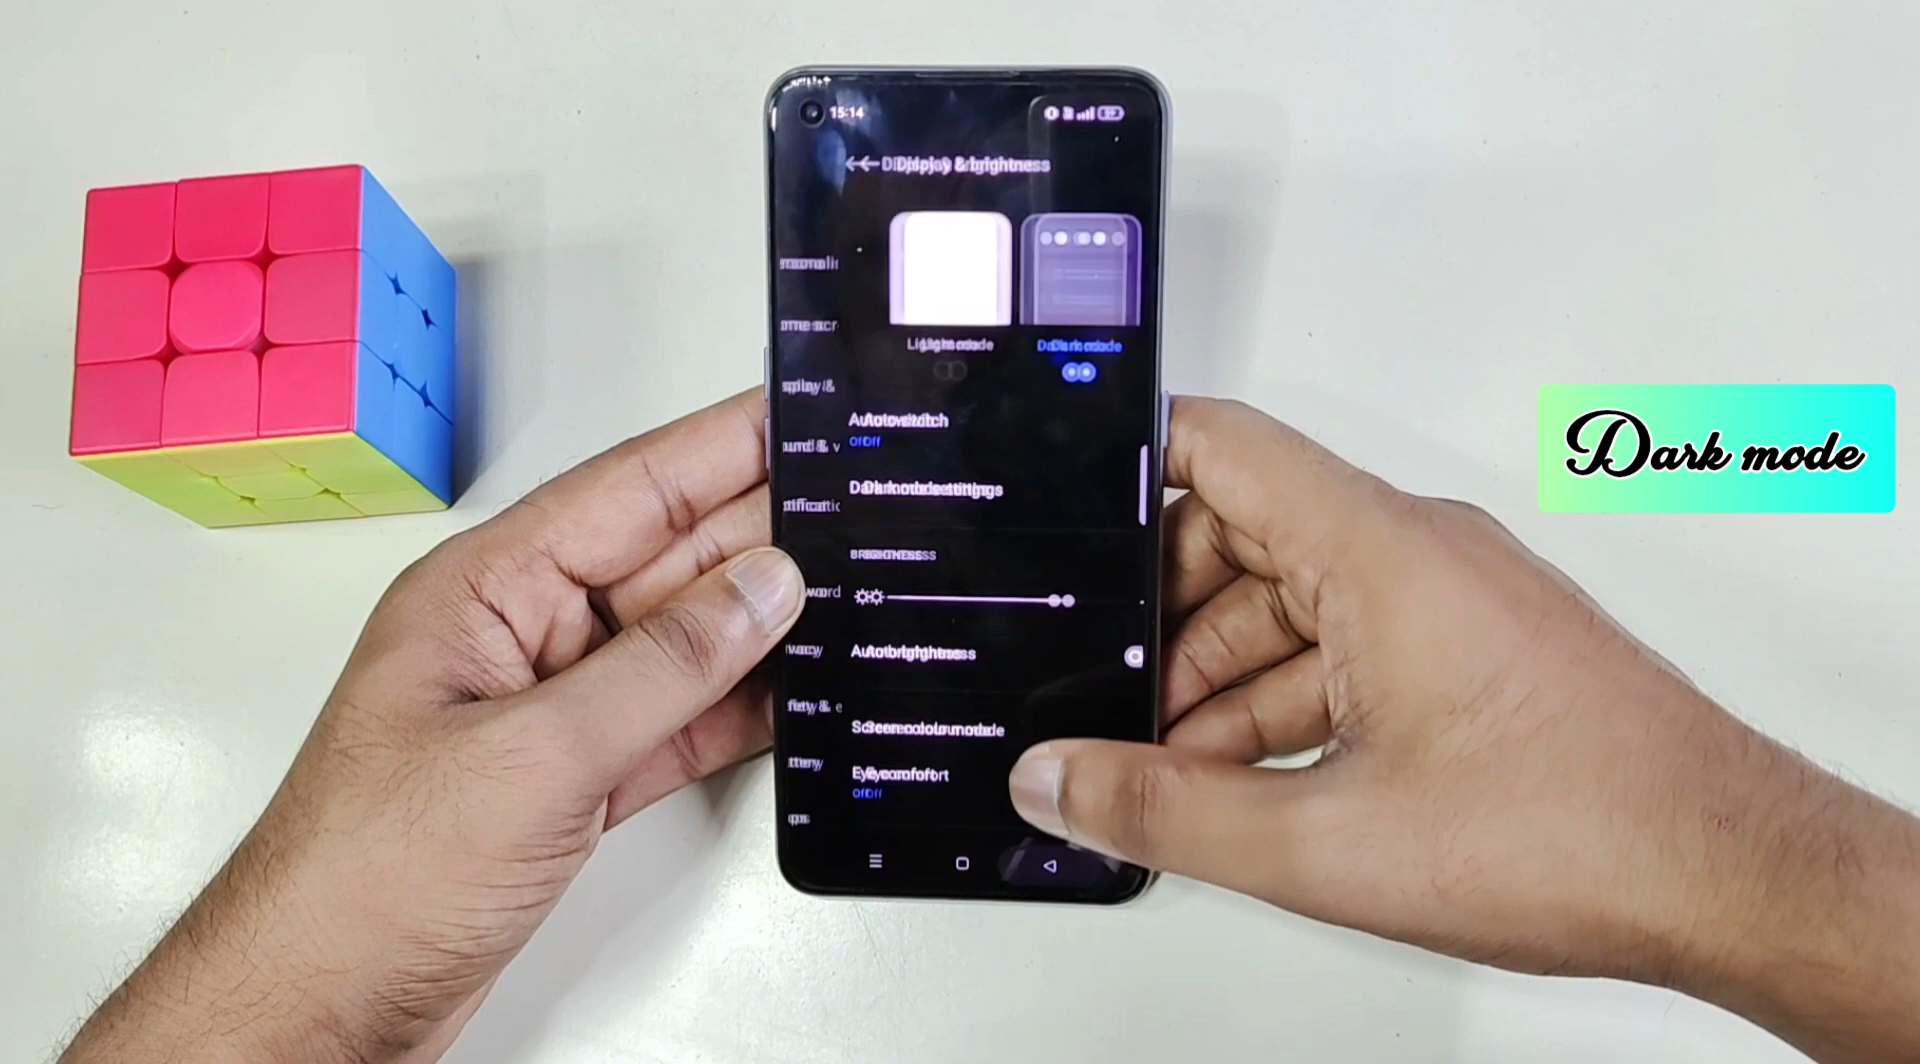 15:14
Display & brightness
Light mode
Dark mode
Auto switch
Off
Dark mode settings
BRIGHTNESS
Auto brightness
Screen colour mode
Eye comfort
Off
Dark mode